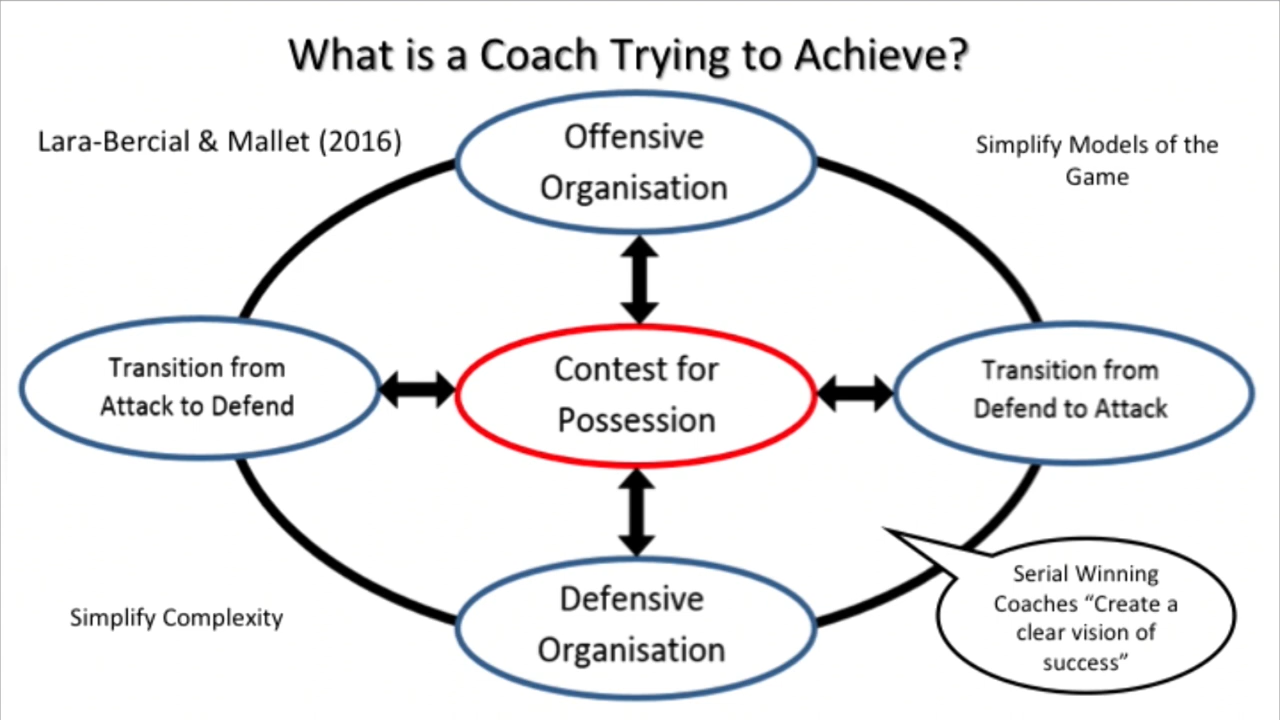 What is a Coach Trying to Achieve?
Lara-Bercial & Mallet (2016)
Offensive
Organisation
Simplify Models of the
Game
Transition from
Attack to Defend
Contest for
Possession
Transition from
Defend to Attack
Simplify Complexity
Defensive
Organisation
Serial Winning
Coaches “Create a
clear vision of
success”